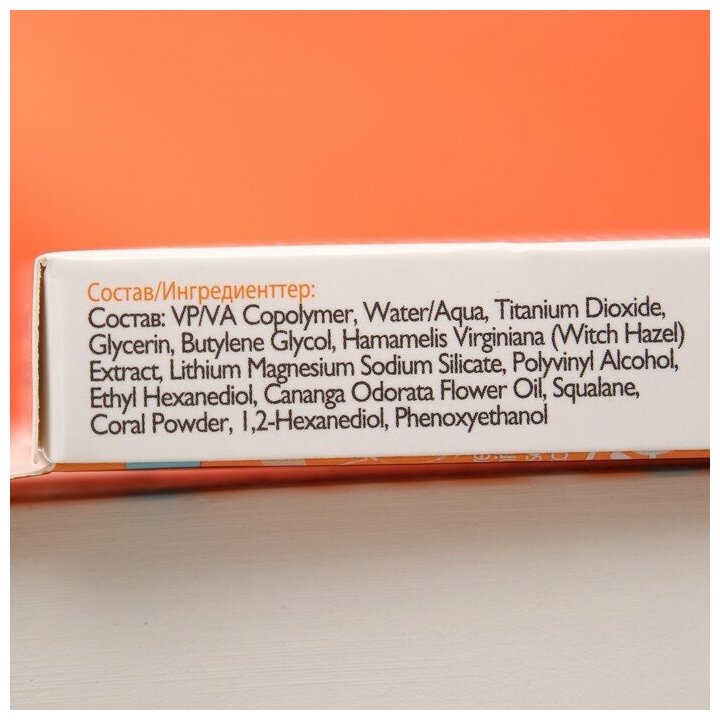 Состав/Ингредиенттер:
Состав: VP/VA Copolymer, Water/Aqua, Titanium Dioxide,
Glycerin, Butylene Glycol, Hamamelis Virginiana (Witch Hazel)
Extract, Lithium Magnesium Sodium Silicate, Polyvinyl Alcohol,
Ethyl Hexanediol, Cananga Odorata Flower Oil, Squalane,
Coral Powder, 1,2-Hexanediol, Phenoxyethanol